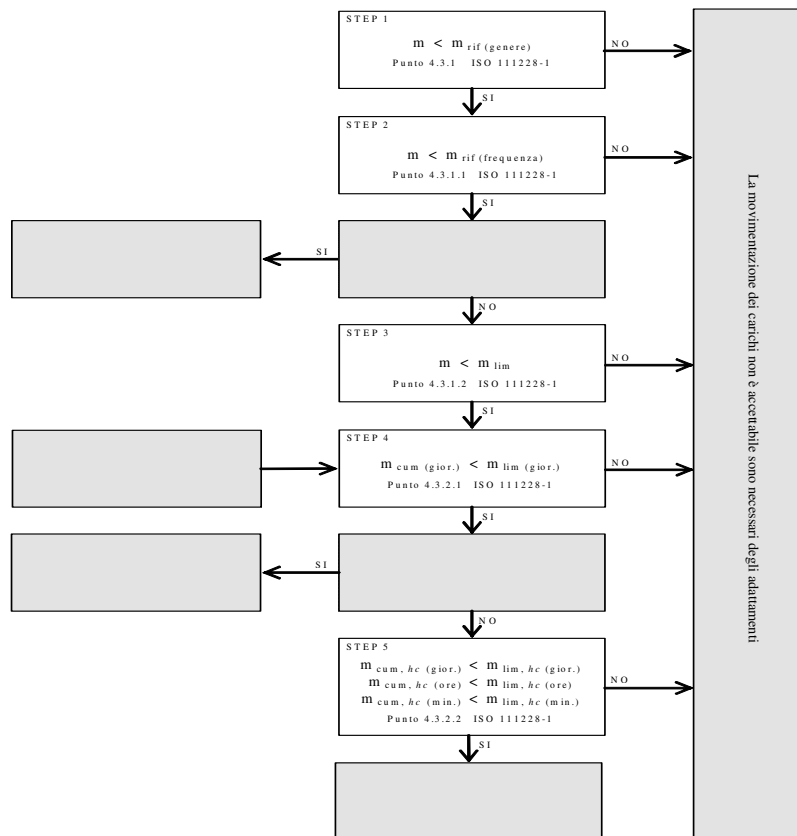 STEP 1
m < m rif (genere)
Punto 4.3.1 ISO 111228-1
NO
SI
STEP 2
m < m rif (frequenza)
Punto 4.3.1.1 ISO 111228-1
NO
SI
SI
NO
STEP 3
m < m lim
Punto 4.3.1.2 ISO 111228-1
NO
SI
STEP 4
m cum (gior.) < m lim (gior.)
Punto 4.3.2.1 ISO 111228-1
NO
SI
SI
NO
STEP 5
m cum, hc (gior.) < m lim, hc (gior.)
m cum, hc (ore) < m lim, hc (ore)
m cum, hc (min.) < m lim, hc (min.)
Punto 4.3.2.2 ISO 111228-1
NO
SI
La movimentazione dei carichi non è accettabile sono necessari degli adattamenti